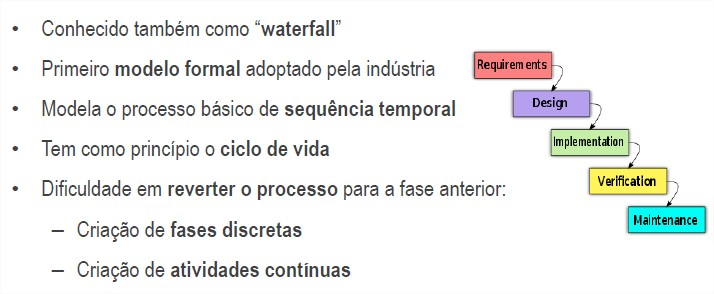 • Conhecido também como “waterfall”
• Primeiro modelo formal adoptado pela indústria
• Modela o processo básico de sequência temporal
• Tem como princípio o ciclo de vida
• Dificuldade em reverter o processo para a fase anterior:
– Criação de fases discretas
– Criação de atividades contínuas
Requirements
Design
Implementation
Verification
Maintenance